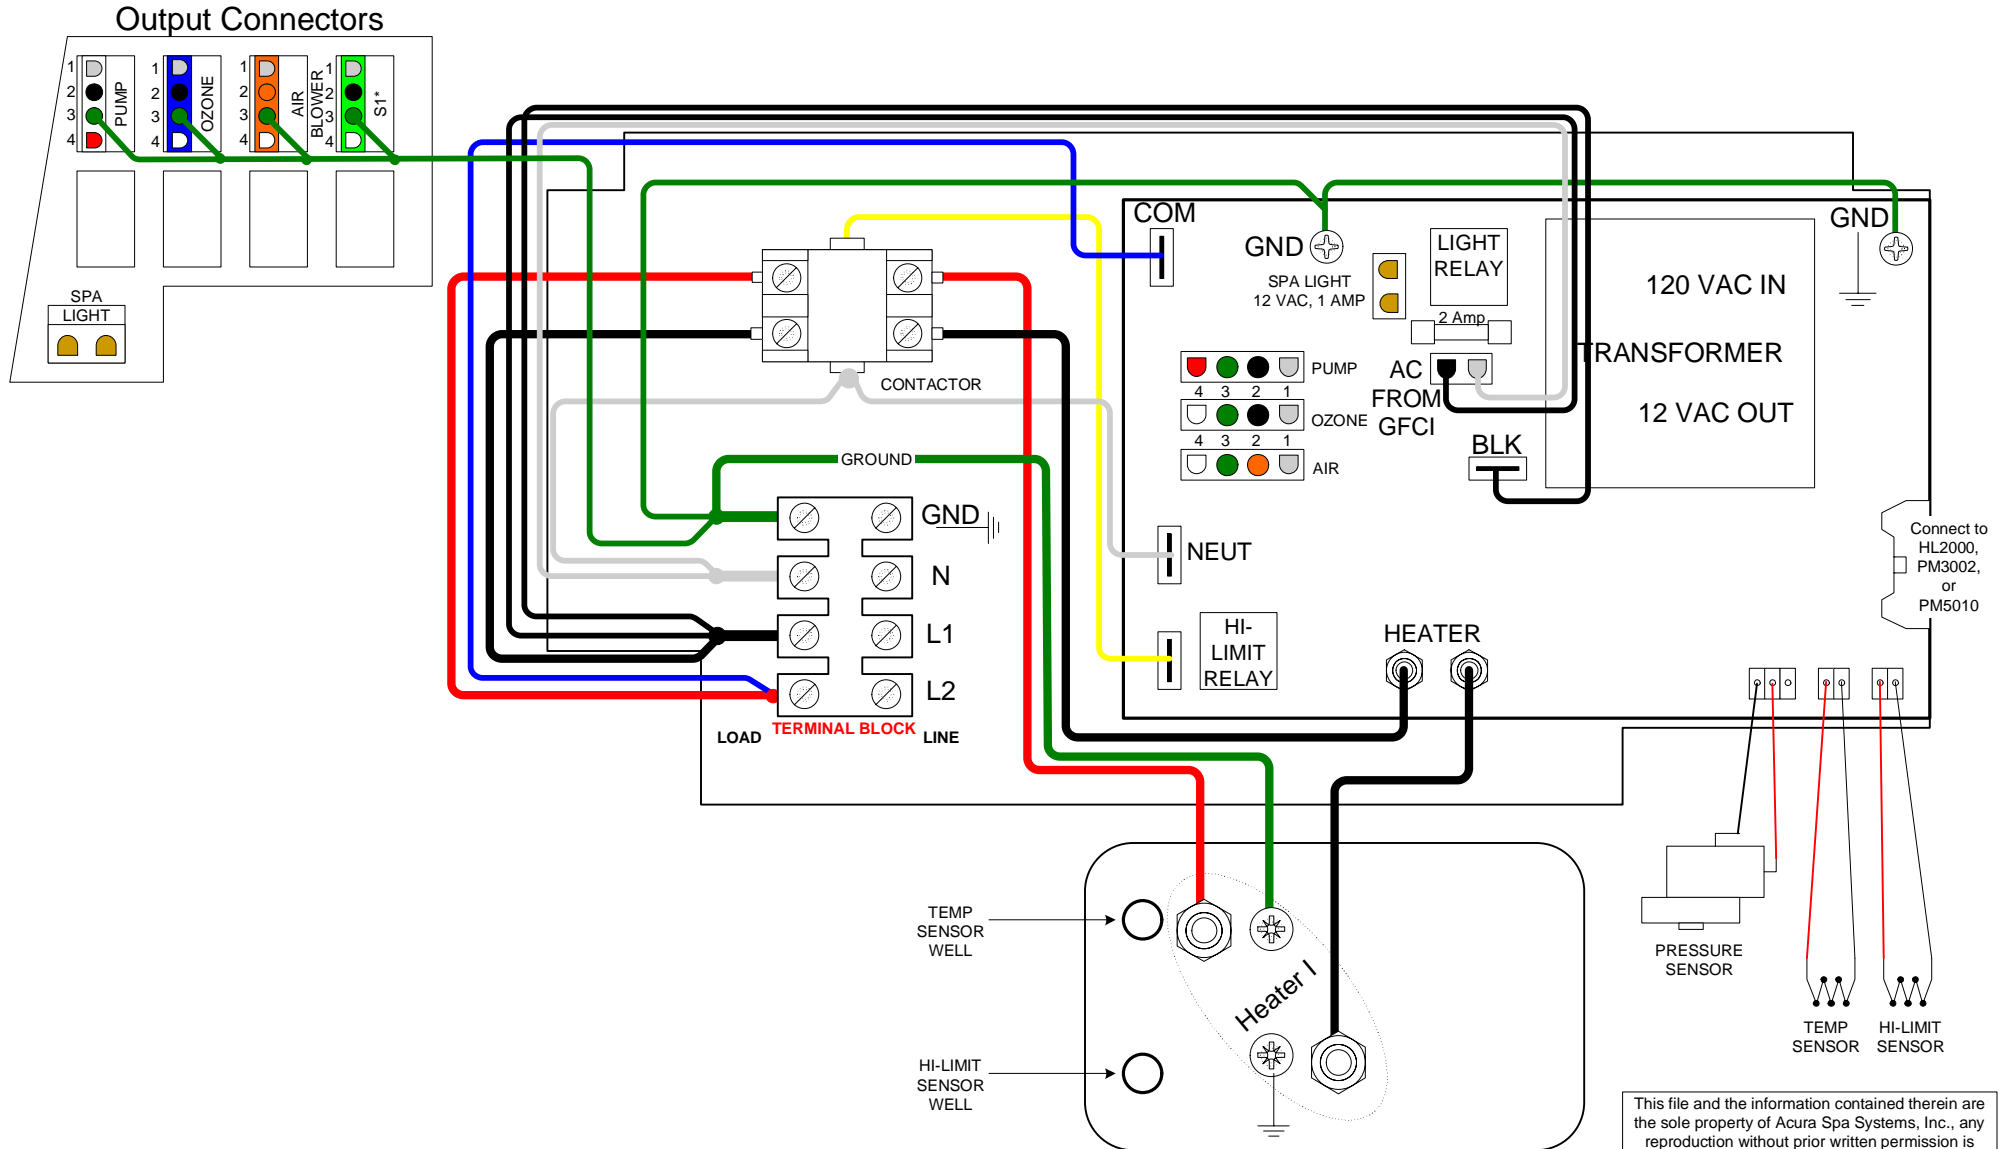 Output Connectors
1
2
3
4
PUMP
1
2
3
4
OZONE
1
2
3
4
AIR
BLOWER
1
2
3
4
S1*
SPA
LIGHT
COM
GND
SPA LIGHT
12 VAC, 1 AMP
LIGHT
RELAY
2 Amp
120 VAC IN
TRANSFORMER
12 VAC OUT
GND
CONTACTOR
PUMP
4 3 2 1
OZONE
4 3 2 1
AIR
AC
FROM
GFCI
BLK
GROUND
GND
N
L1
L2
LOAD
TERMINAL BLOCK
LINE
NEUT
HI-
LIMIT
RELAY
HEATER
Connect to
HL2000,
PM3002,
or
PM5010
TEMP
SENSOR
WELL
HI-LIMIT
SENSOR
WELL
Heater I
PRESSURE
SENSOR
TEMP
SENSOR
HI-LIMIT
SENSOR
This file and the information contained therein are
the sole property of Acura Spa Systems, Inc., any
reproduction without prior written permission is